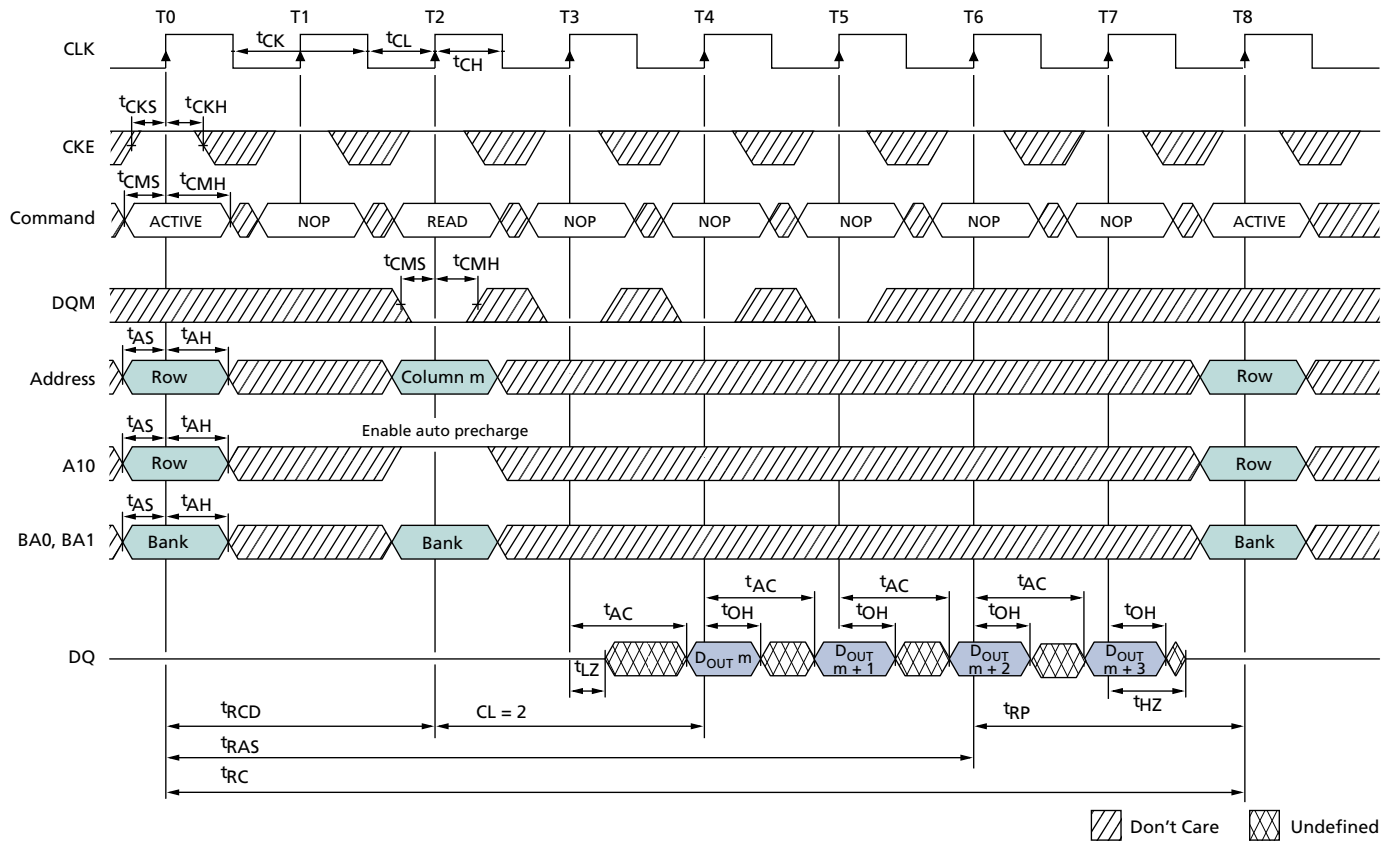 T0 T1 T2 T3 T4 T5 T6 T7 T8
CLK
tCK tCL
tCH
tCKS tCKH
CKE
tCMS tCMH
Command ACTIVE NOP READ NOP NOP NOP NOP NOP ACTIVE
tCMS tCMH
DQM
tAS tAH
Address Row Column m Row
Enable auto precharge
tAS tAH
A10 Row Row
tAS tAH
BA0, BA1 Bank Bank Bank
tAC tAC tAC
tAC tOH tOH tOH tOH
DQ DOUT m DOUT m + 1 DOUT m + 2 DOUT m + 3
tLZ tHZ
tRCD CL = 2 tRP
tRAS
tRC
Don't Care Undefined